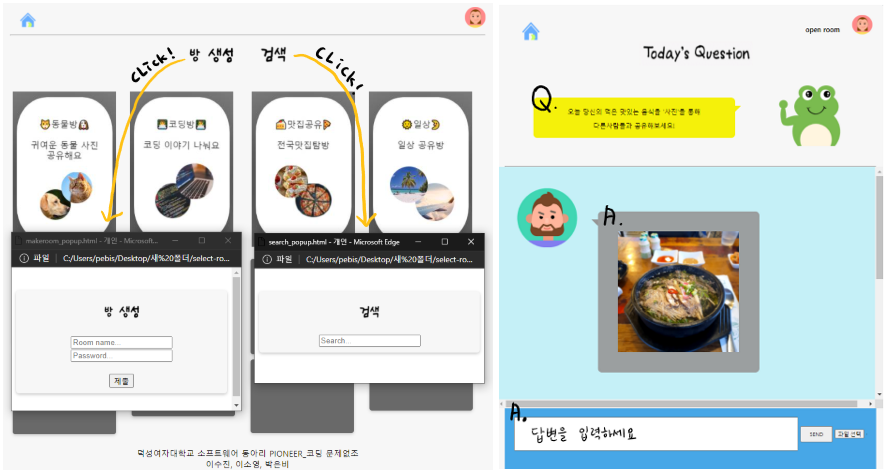 방 생성
검색
CLick!
CLick!
동물방
귀여운 동물 사진
공유해요
코딩방
코딩 이야기 나눠요
맛집공유
전국맛집탐방
일상
일상 공유방
makeroom_popup.html - 개인 - Microsoft...
파일
C:/Users/pebis/Desktop/새%20폴더/select-ro...
방 생성
Room name...
Password...
제출
search_popup.html - 개인 - Microsoft Edge
파일
C:/Users/pebis/Desktop/새%20폴더/select-ro...
검색
Search...
덕성여자대학교 소프트웨어 동아리 PIONEER_코딩 문제없조
이수진, 이소영, 박은비
open room
Today's Question
Q.
오늘 당신의 먹은 맛있는 음식을 '사진'을 통해
다른사람들과 공유해보세요!
A.
A.
답변을 입력하세요
SEND
파일 선택